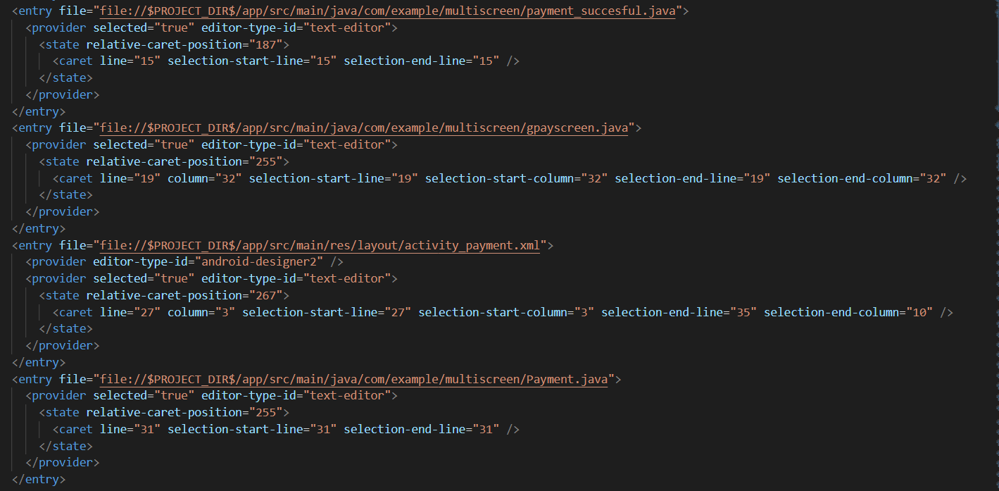 <entry file="file://$PROJECT_DIR$/app/src/main/java/com/example/multiscreen/payment_succesful.java">
<provider selected="true" editor-type-id="text-editor">
<state relative-caret-position="187">
<caret line="15" selection-start-line="15" selection-end-line="15" />
</state>
</provider>
</entry>
<entry file="file://$PROJECT_DIR$/app/src/main/java/com/example/multiscreen/gpayscreen.java">
<provider selected="true" editor-type-id="text-editor">
<state relative-caret-position="255">
<caret line="19" column="32" selection-start-line="19" selection-start-column="32" selection-end-line="19" selection-end-column="32" />
</state>
</provider>
</entry>
<entry file="file://$PROJECT_DIR$/app/src/main/res/layout/activity_payment.xml">
<provider editor-type-id="android-designer2" />
<provider selected="true" editor-type-id="text-editor">
<state relative-caret-position="267">
<caret line="27" column="3" selection-start-line="27" selection-start-column="3" selection-end-line="35" selection-end-column="10" />
</state>
</provider>
</entry>
<entry file="file://$PROJECT_DIR$/app/src/main/java/com/example/multiscreen/Payment.java">
<provider selected="true" editor-type-id="text-editor">
<state relative-caret-position="255">
<caret line="31" selection-start-line="31" selection-end-line="31" />
</state>
</provider>
</entry>